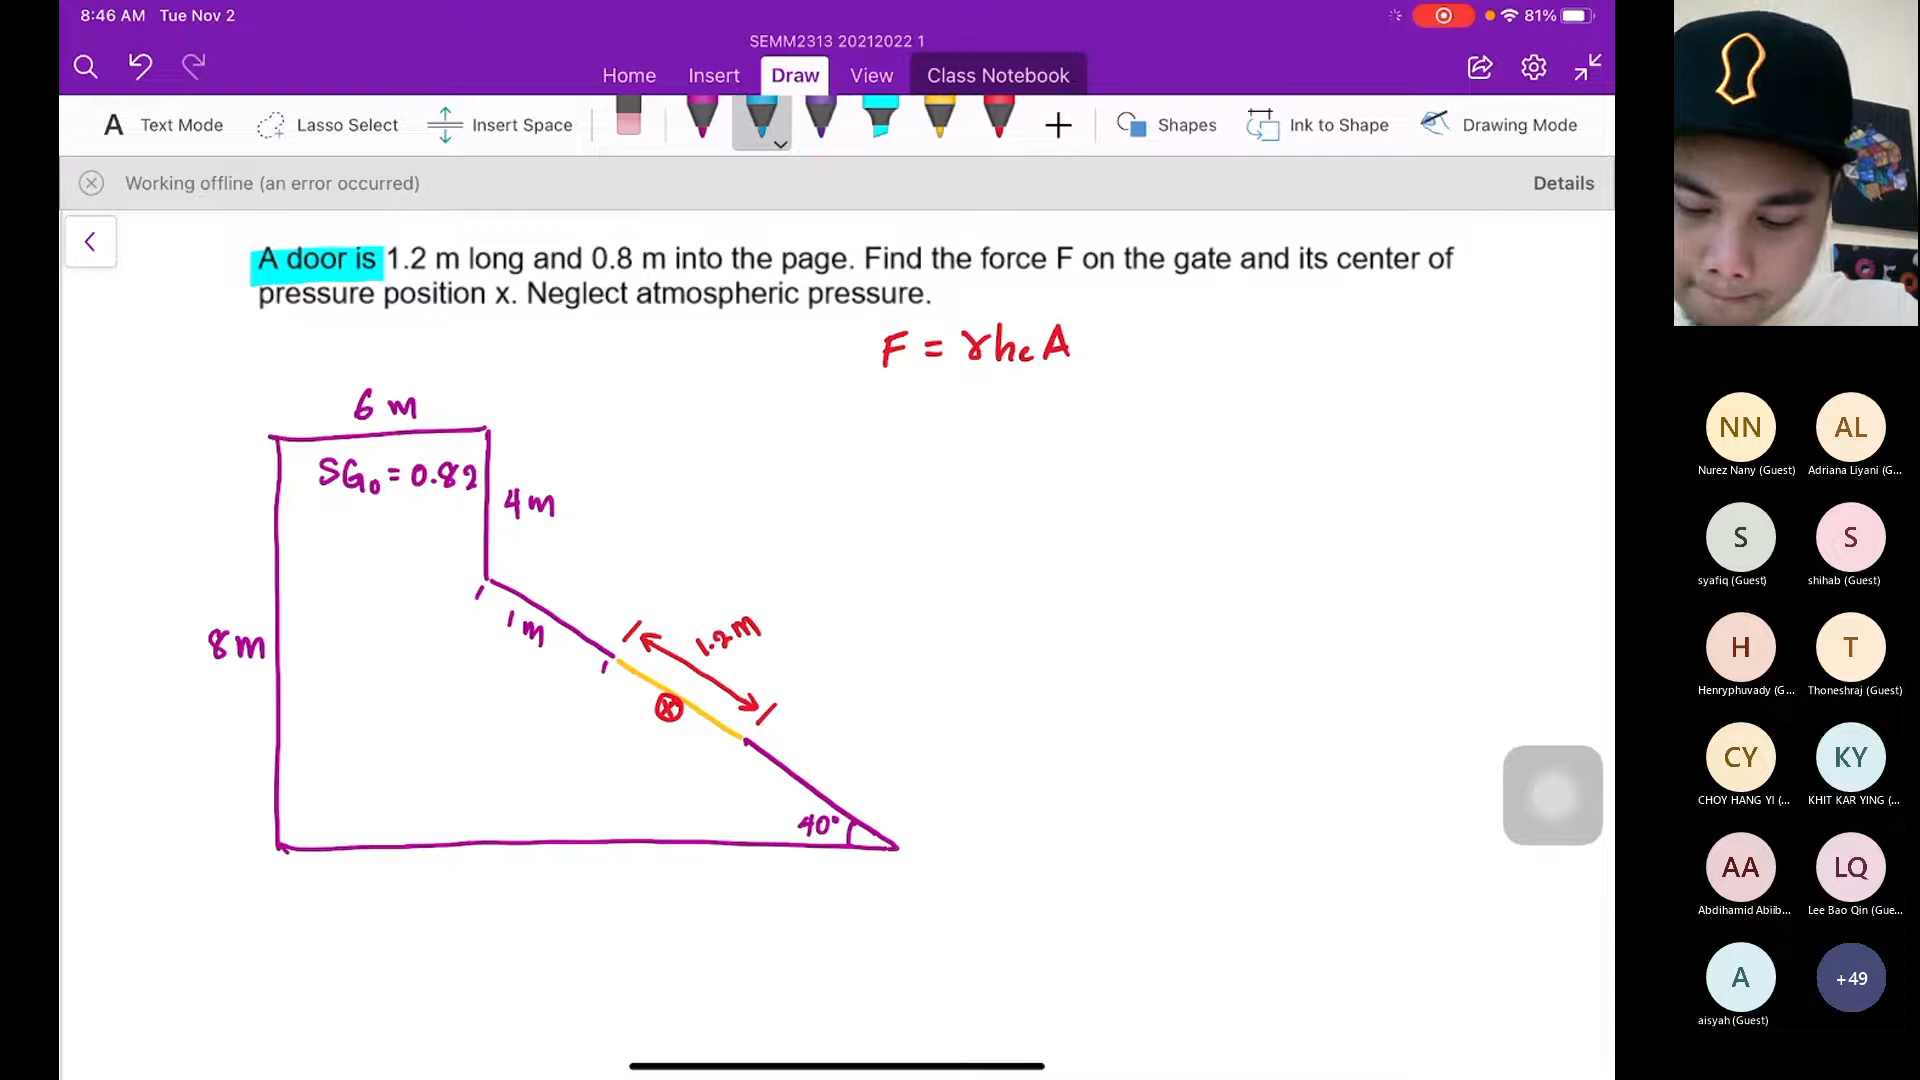 8:46 AM Tue Nov 2
81%
SEMM2313 20212022 1
Home Insert Draw View Class Notebook
A Text Mode Lasso Select Insert Space Shapes Ink to Shape Drawing Mode
Working offline (an error occurred) Details
A door is 1.2 m long and 0.8 m into the page. Find the force F on the gate and its center of
pressure position x. Neglect atmospheric pressure.
F = γhcA
6 m
SG₀ = 0.82
4m
1m
1.2m
8m
40°
NN
Nurez Nany (Guest)
AL
Adriana Liyani (G...
S
syafiq (Guest)
S
shihab (Guest)
H
Henryphuvady (G...
T
Thoneshraj (Guest)
CY
CHOY HANG YI (...
KY
KHIT KAR YING (...
AA
Abdihamid Abiib...
LQ
Lee Bao Qin (Gue...
A
aisyah (Guest)
+49